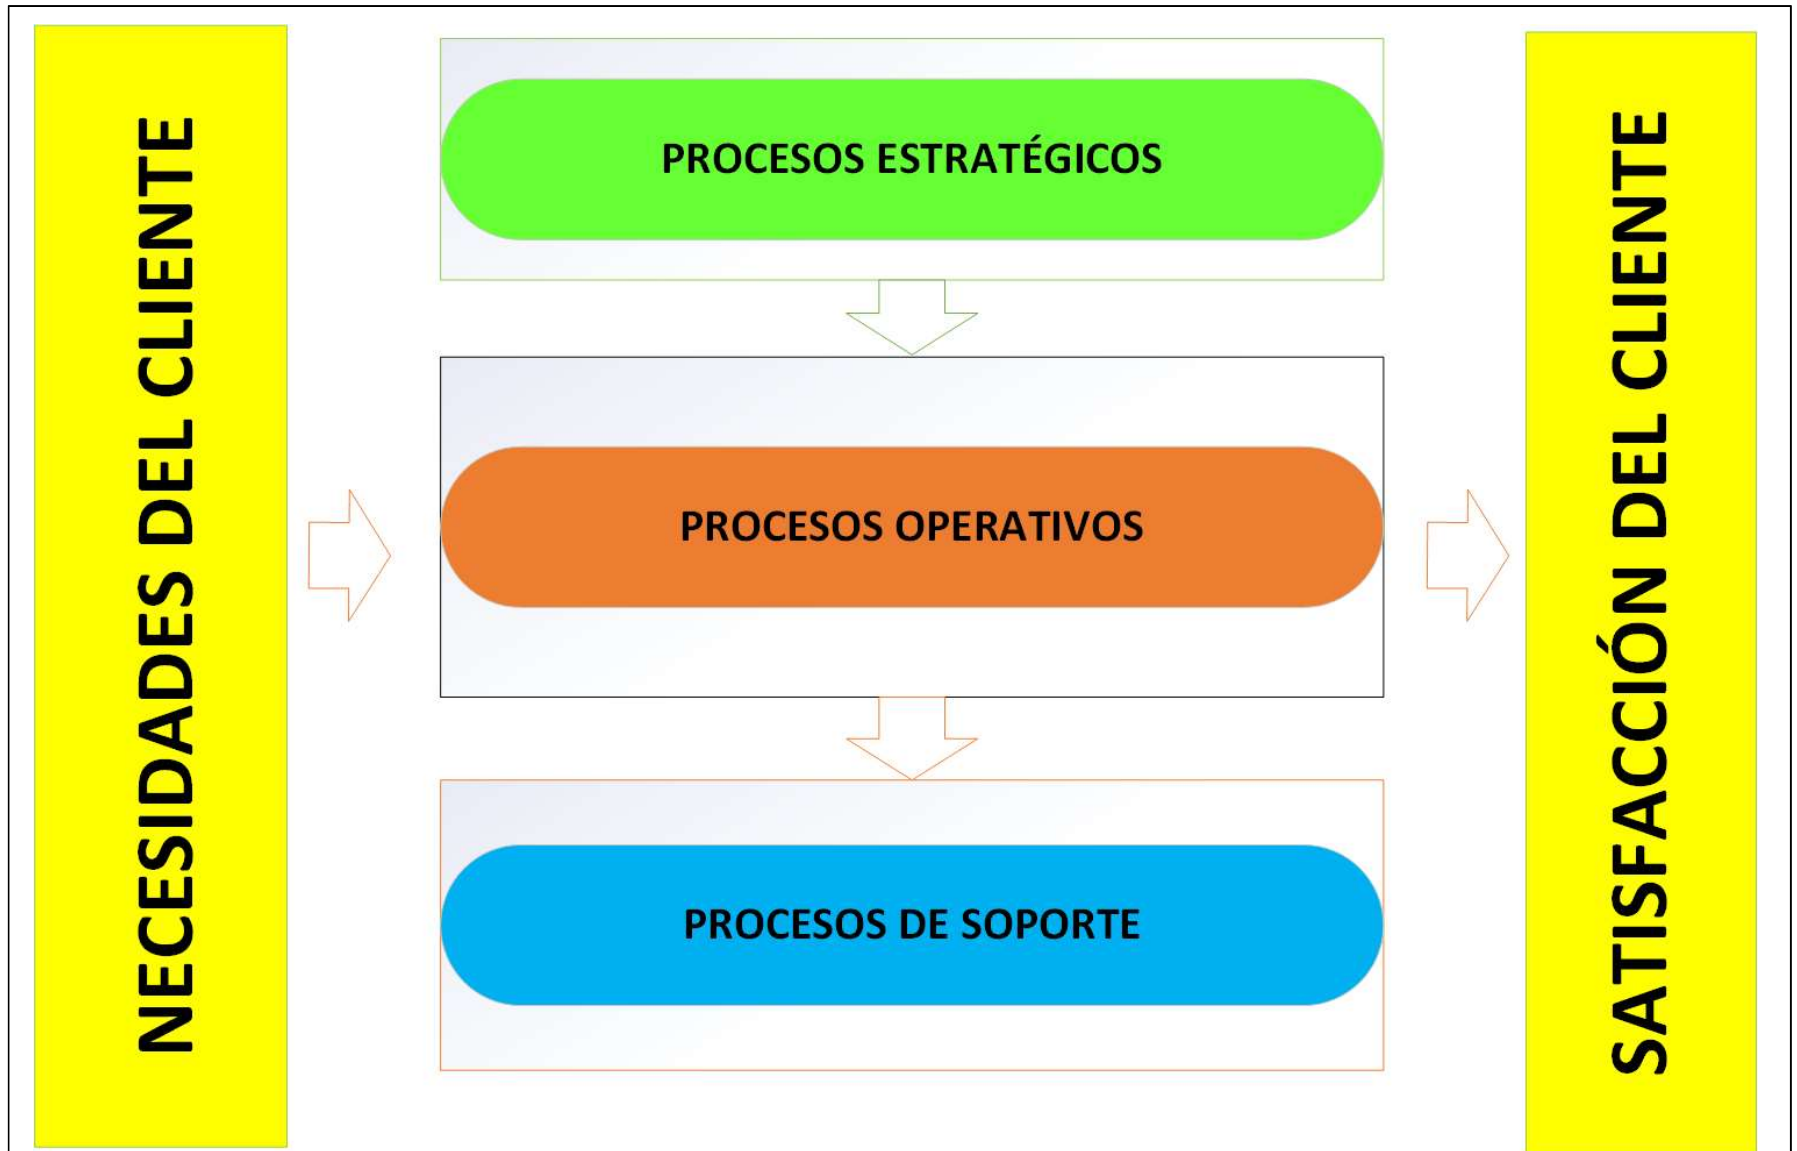 NECESIDADES DEL CLIENTE
PROCESOS ESTRATÉGICOS
PROCESOS OPERATIVOS
PROCESOS DE SOPORTE
SATISFACCIÓN DEL CLIENTE